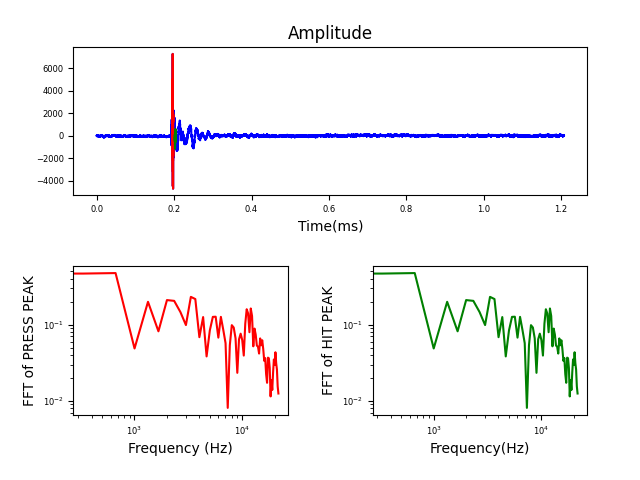 Amplitude
6000
4000
2000
0
−2000
−4000
0.0 0.2 0.4 0.6 0.8 1.0 1.2
Time(ms)
FFT of PRESS PEAK
10⁻¹
10⁻²
10³ 10⁴
Frequency (Hz)
FFT of HIT PEAK
10⁻¹
10⁻²
10³ 10⁴
Frequency(Hz)